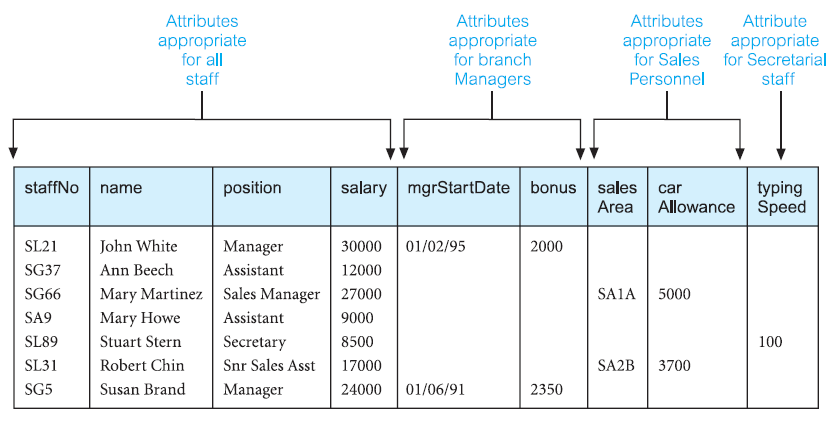 Attributes appropriate for all staff
Attributes appropriate for branch Managers
Attributes appropriate for Sales Personnel
Attribute appropriate for Secretarial staff
staffNo name position salary mgrStartDate bonus sales Area car Allowance typing Speed
SL21 John White Manager 30000 01/02/95 2000
SG37 Ann Beech Assistant 12000
SG66 Mary Martinez Sales Manager 27000 SA1A 5000
SA9 Mary Howe Assistant 9000
SL89 Stuart Stern Secretary 8500 100
SL31 Robert Chin Snr Sales Asst 17000 SA2B 3700
SG5 Susan Brand Manager 24000 01/06/91 2350